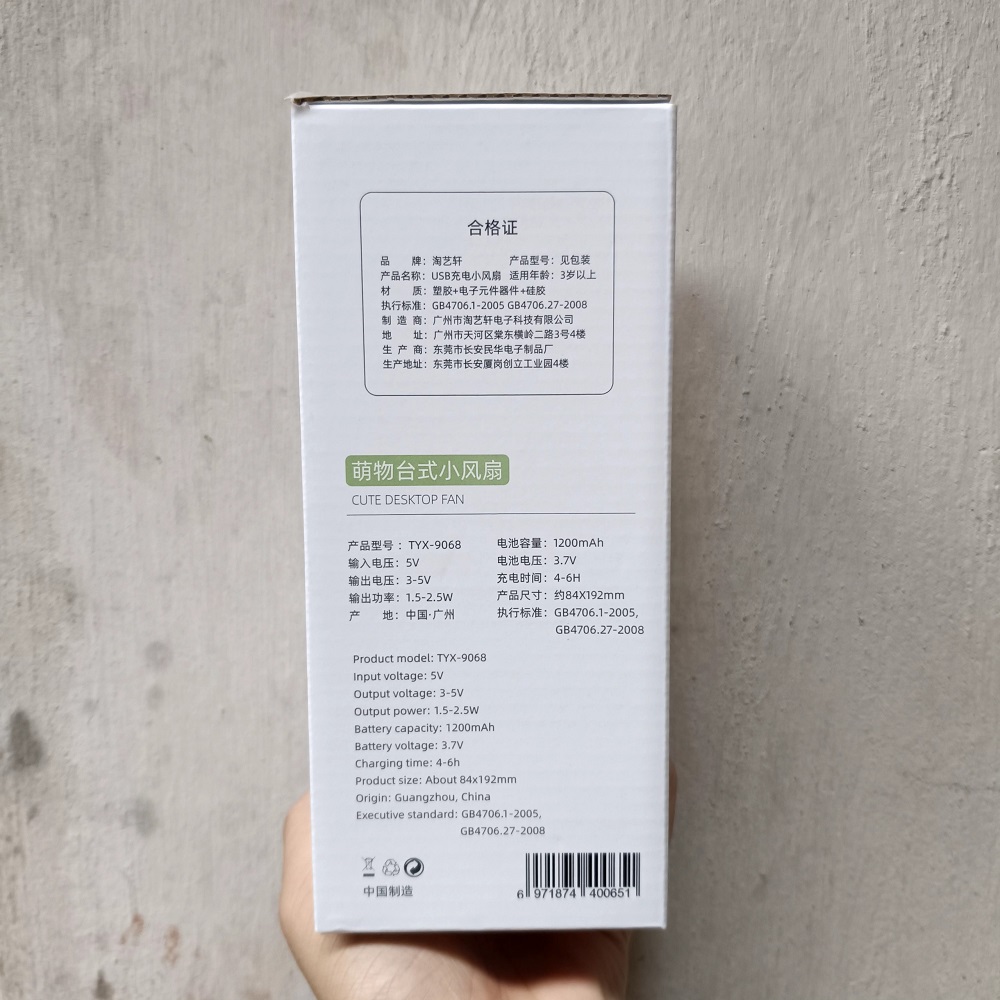 合格证
品 牌：淘艺轩 产品型号：见包装
产品名称：USB充电小风扇 适用年龄：3岁以上
材 质：塑胶+电子元件器件+硅胶
执行标准：GB4706.1-2005 GB4706.27-2008
制 造 商：广州市淘艺轩电子科技有限公司
地 址：广州市天河区棠东横岭二路3号4楼
生 产 商：东莞市长安民华电子制品厂
生产地址：东莞市长安厦岗创立工业园4楼
萌物台式小风扇
CUTE DESKTOP FAN
产品型号：TYX-9068
输入电压：5V
输出电压：3-5V
输出功率：1.5-2.5W
产 地：中国·广州
电池容量：1200mAh
电池电压：3.7V
充电时间：4-6H
产品尺寸：约84X192mm
执行标准：GB4706.1-2005,
GB4706.27-2008
Product model: TYX-9068
Input voltage: 5V
Output voltage: 3-5V
Output power: 1.5-2.5W
Battery capacity: 1200mAh
Battery voltage: 3.7V
Charging time: 4-6h
Product size: About 84x192mm
Origin: Guangzhou, China
Executive standard: GB4706.1-2005,
GB4706.27-2008
中国制造
6 971874 400651